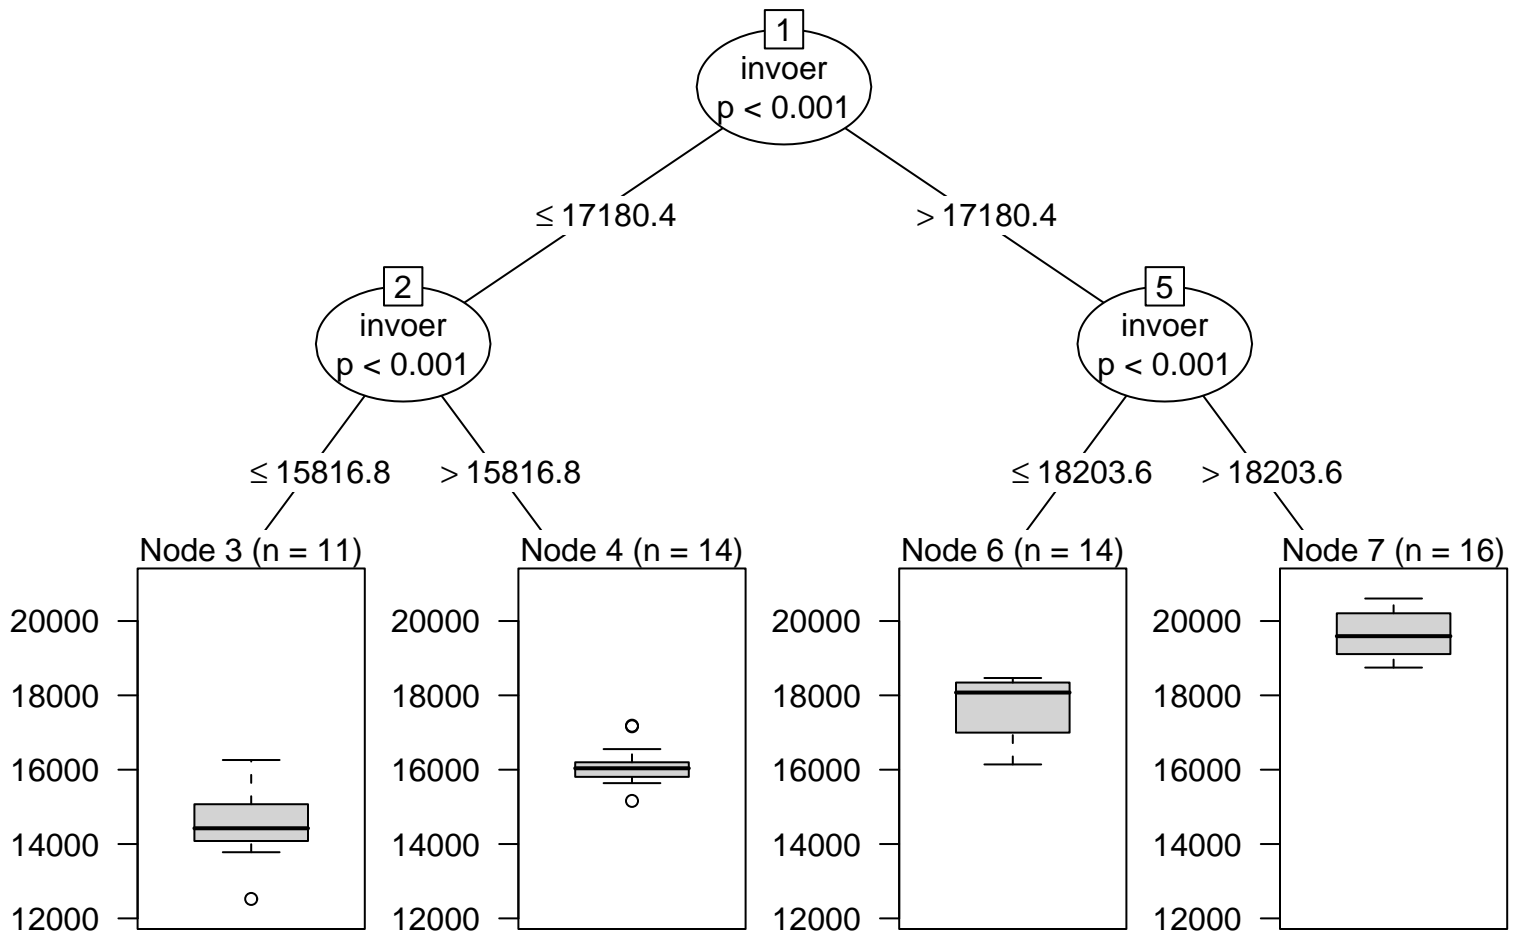 1
invoer
p < 0.001
≤ 17180.4
> 17180.4
2
invoer
p < 0.001
5
invoer
p < 0.001
≤ 15816.8
> 15816.8
≤ 18203.6
> 18203.6
Node 3 (n = 11)
20000
18000
16000
14000
12000
Node 4 (n = 14)
20000
18000
16000
14000
12000
Node 6 (n = 14)
20000
18000
16000
14000
12000
Node 7 (n = 16)
20000
18000
16000
14000
12000